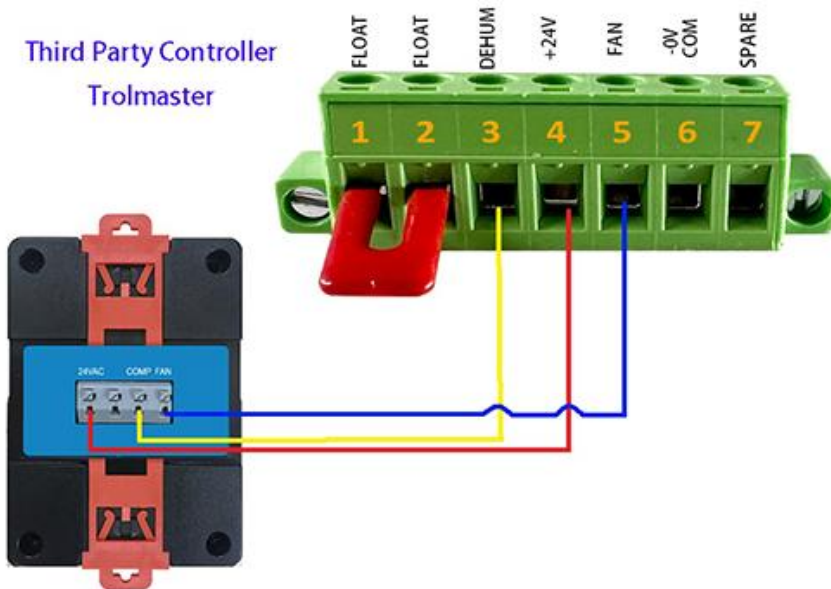 Third Party Controller
Trolmaster
FLOAT
FLOAT
DEHUM
+24V
FAN
-0V
COM
SPARE
1 2 3 4 5 6 7
24VAC COMP FAN